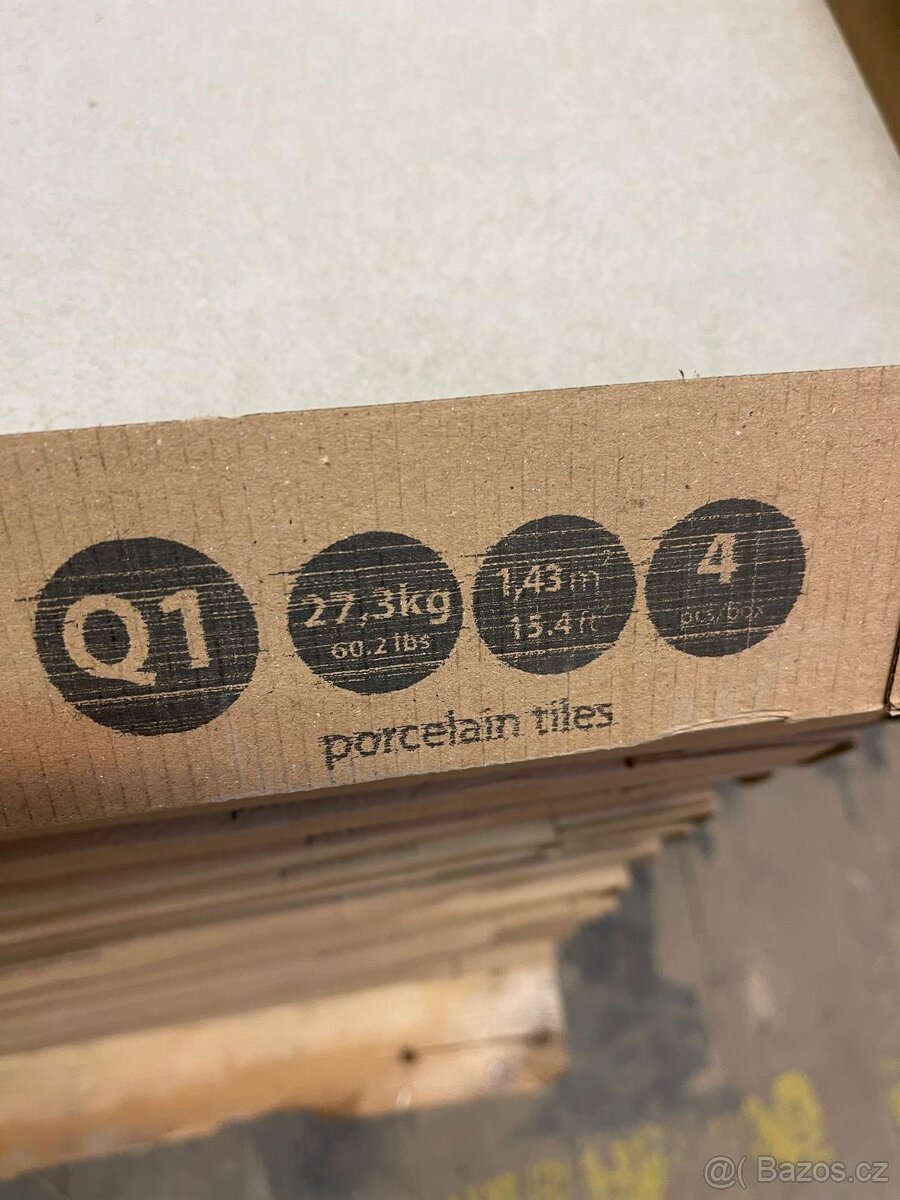 Q1
27,3kg
60.2 lbs
1,43 m²
15.4 ft²
4
pcs/box
porcelain tiles
@( Bazos.cz